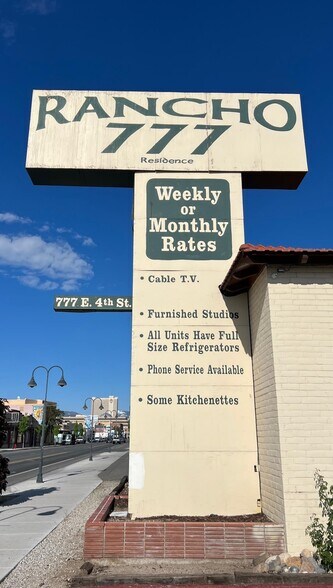 RANCHO
777
Residence
Weekly
or
Monthly
Rates
• Cable T.V.
777 E. 4th St.
• Furnished Studios
• All Units Have Full
Size Refrigerators
• Phone Service Available
• Some Kitchenettes